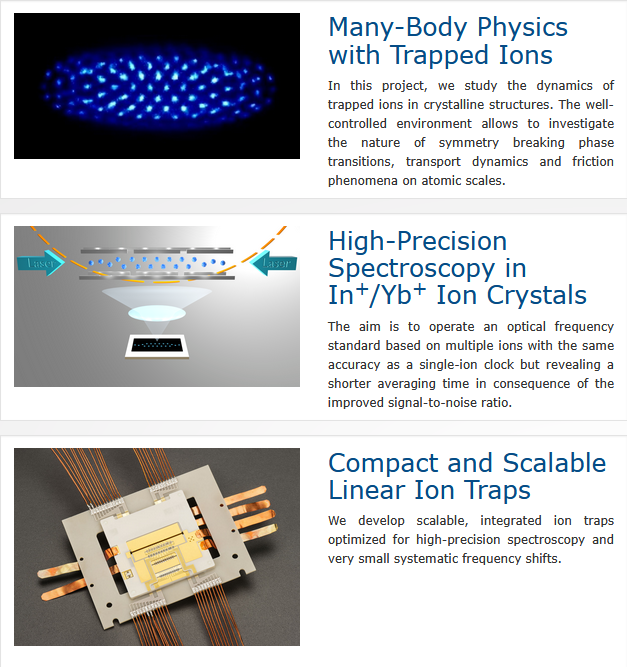 Many-Body Physics
with Trapped Ions
In this project, we study the dynamics of
trapped ions in crystalline structures. The well-
controlled environment allows to investigate
the nature of symmetry breaking phase
transitions, transport dynamics and friction
phenomena on atomic scales.
Laser
Laser
High-Precision
Spectroscopy in
In⁺/Yb⁺ Ion Crystals
The aim is to operate an optical frequency
standard based on multiple ions with the same
accuracy as a single-ion clock but revealing a
shorter averaging time in consequence of the
improved signal-to-noise ratio.
Compact and Scalable
Linear Ion Traps
We develop scalable, integrated ion traps
optimized for high-precision spectroscopy and
very small systematic frequency shifts.